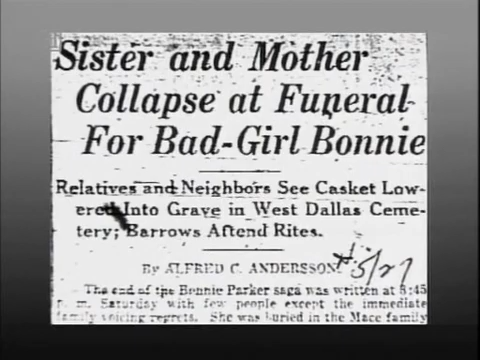 Sister and Mother
Collapse at Funeral
For Bad-Girl Bonnie
Relatives and Neighbors See Casket Low-
ered Into Grave in West Dallas Ceme-
tery; Barrows Attend Rites.
By ALFRED C. ANDERSSON.
5/27
The end of the Bonnie Parker saga was written at 3:45
p. m. Saturday with few people except the immediate
family voicing regrets. She was buried in the Mace family